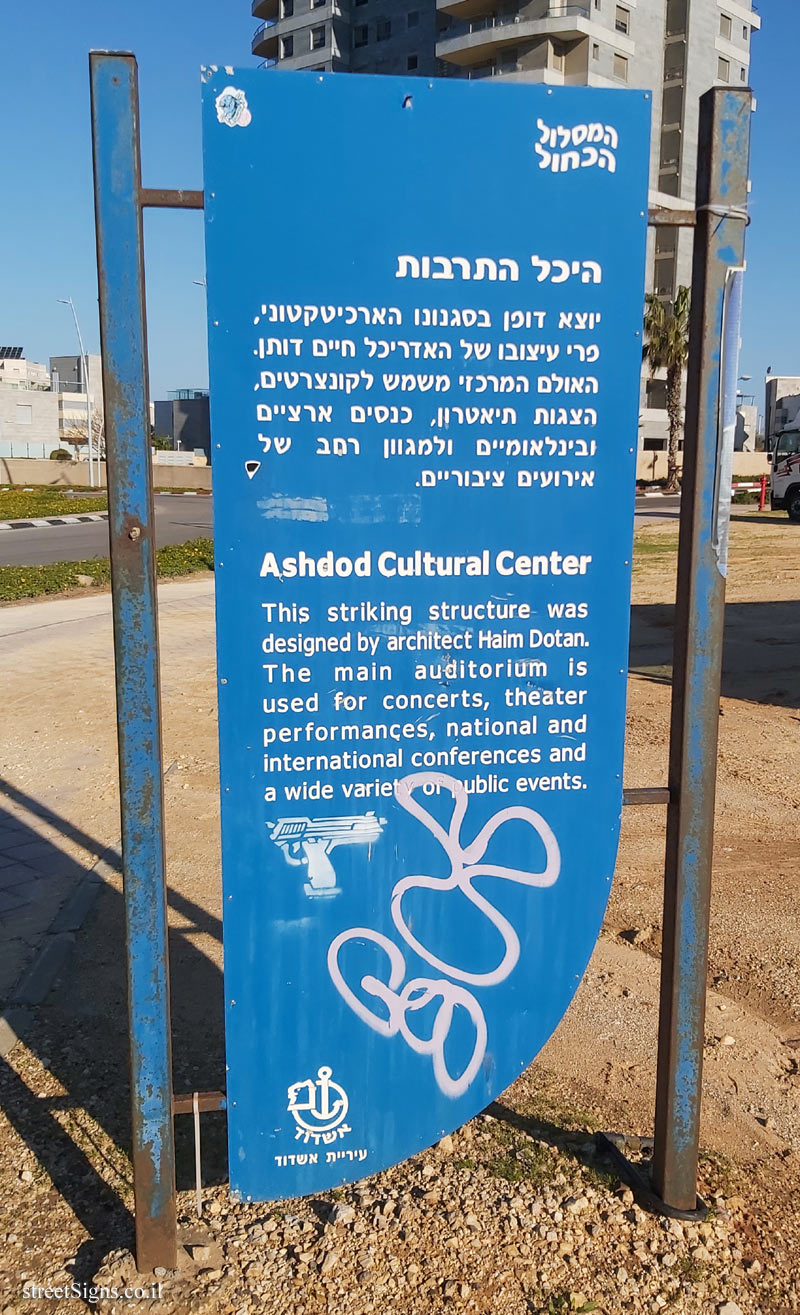 המסלול
הכחול
היכל התרבות
יוצא דופן בסגנונו הארכיטקטוני,
פרי עיצובו של האדריכל חיים דותן.
האולם המרכזי משמש לקונצרטים,
הצגות תיאטרון, כנסים ארציים
ובינלאומיים ולמגוון רחב של
אירועים ציבוריים.
Ashdod Cultural Center
This striking structure was
designed by architect Haim Dotan.
The main auditorium is
used for concerts, theater
performances, national and
international conferences and
a wide variety of public events.
אשדוד
עיריית אשדוד
streetSigns.co.il